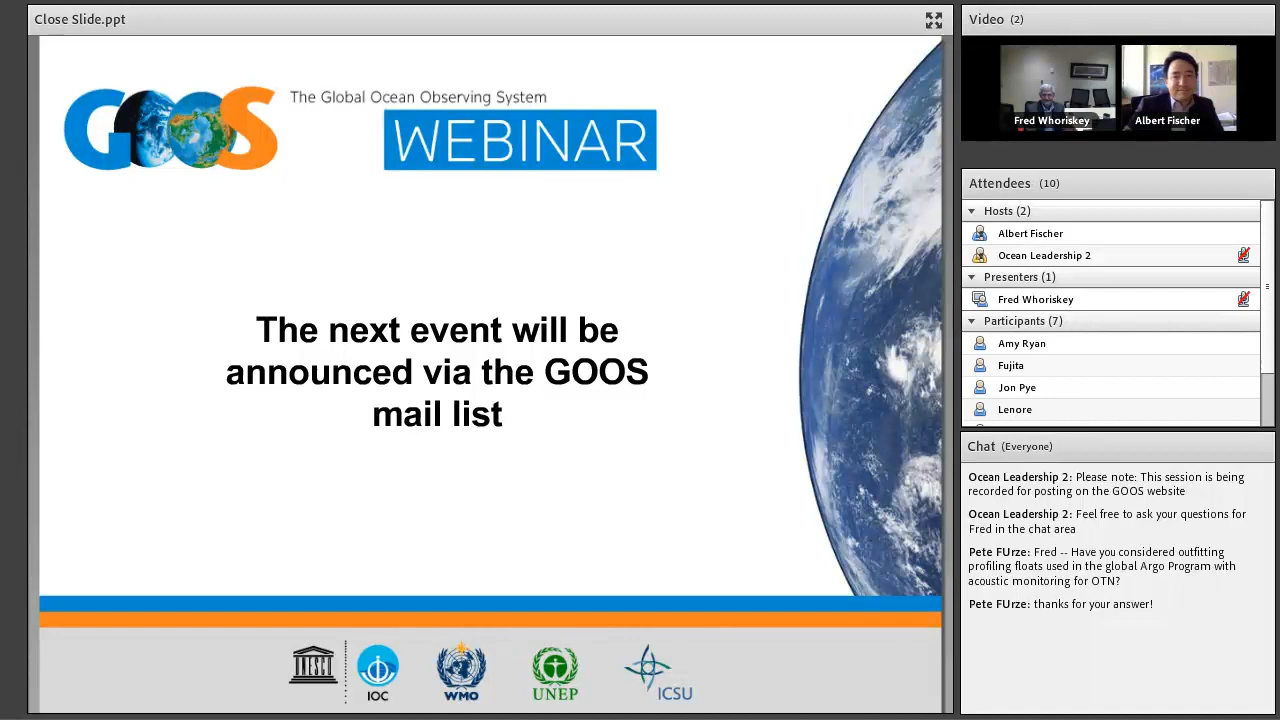 Close Slide.ppt
GOOS
The Global Ocean Observing System
WEBINAR
The next event will be
announced via the GOOS
mail list
UNESCO
IOC
WMO
UNEP
ICSU
Video (2)
Fred Whoriskey
Albert Fischer
Attendees (10)
Hosts (2)
Albert Fischer
Ocean Leadership 2
Presenters (1)
Fred Whoriskey
Participants (7)
Amy Ryan
Fujita
Jon Pye
Lenore
Chat (Everyone)
Ocean Leadership 2: Please note: This session is being
recorded for posting on the GOOS website
Ocean Leadership 2: Feel free to ask your questions for
Fred in the chat area
Pete FUrze: Fred -- Have you considered outfitting
profiling floats used in the global Argo Program with
acoustic monitoring for OTN?
Pete FUrze: thanks for your answer!